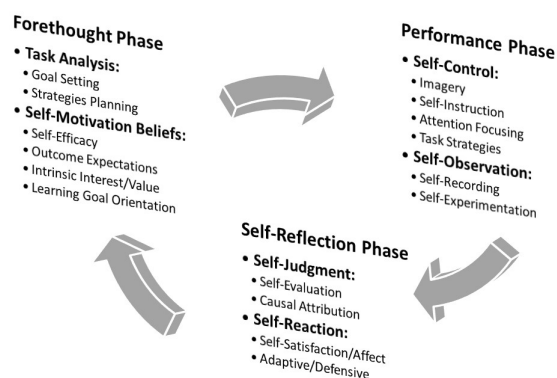 Forethought Phase
• Task Analysis:
• Goal Setting
• Strategies Planning
• Self-Motivation Beliefs:
• Self-Efficacy
• Outcome Expectations
• Intrinsic Interest/Value
• Learning Goal Orientation
Performance Phase
• Self-Control:
• Imagery
• Self-Instruction
• Attention Focusing
• Task Strategies
• Self-Observation:
• Self-Recording
• Self-Experimentation
Self-Reflection Phase
• Self-Judgment:
• Self-Evaluation
• Causal Attribution
• Self-Reaction:
• Self-Satisfaction/Affect
• Adaptive/Defensive